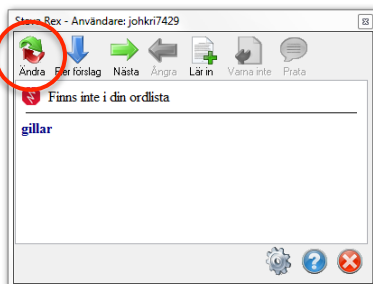 Stava Rex - Användare: johkri7429
Ändra Fler förslag Nästa Ångra Lär in Varna inte Prata
Finns inte i din ordlista
gillar